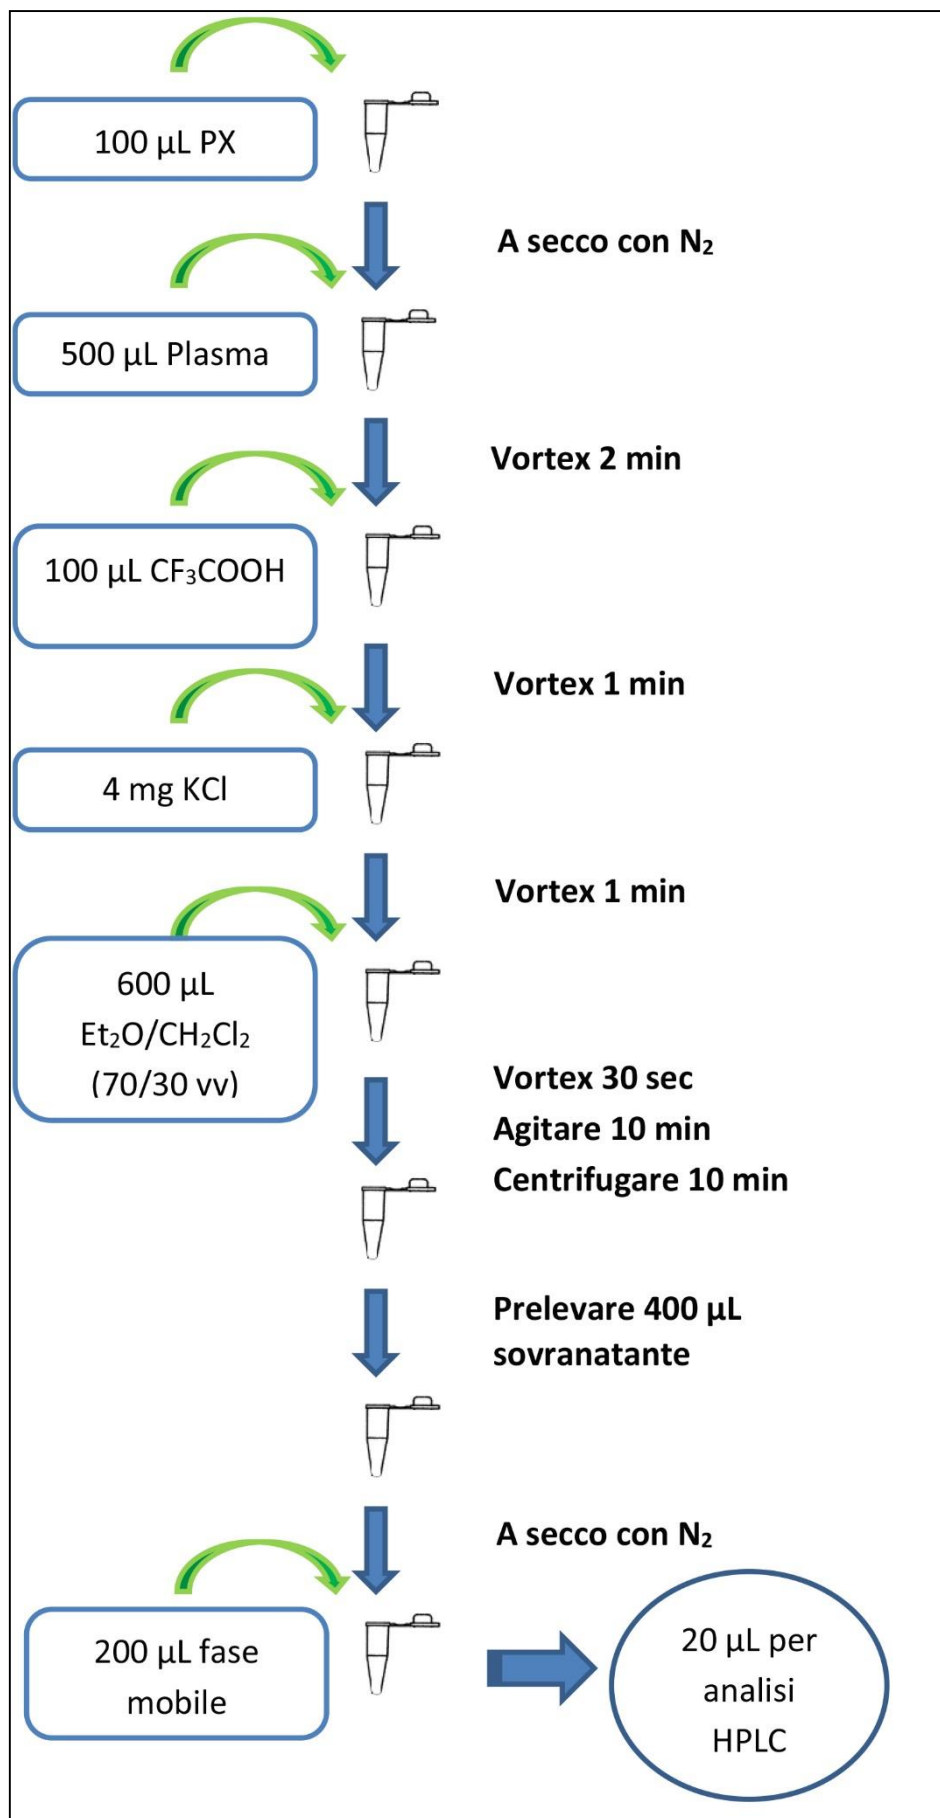 100 µL PX
A secco con N₂
500 µL Plasma
Vortex 2 min
100 µL CF₃COOH
Vortex 1 min
4 mg KCl
Vortex 1 min
600 µL
Et₂O/CH₂Cl₂
(70/30 vv)
Vortex 30 sec
Agitare 10 min
Centrifugare 10 min
Prelevare 400 µL
sovranatante
A secco con N₂
200 µL fase
mobile
20 µL per
analisi
HPLC